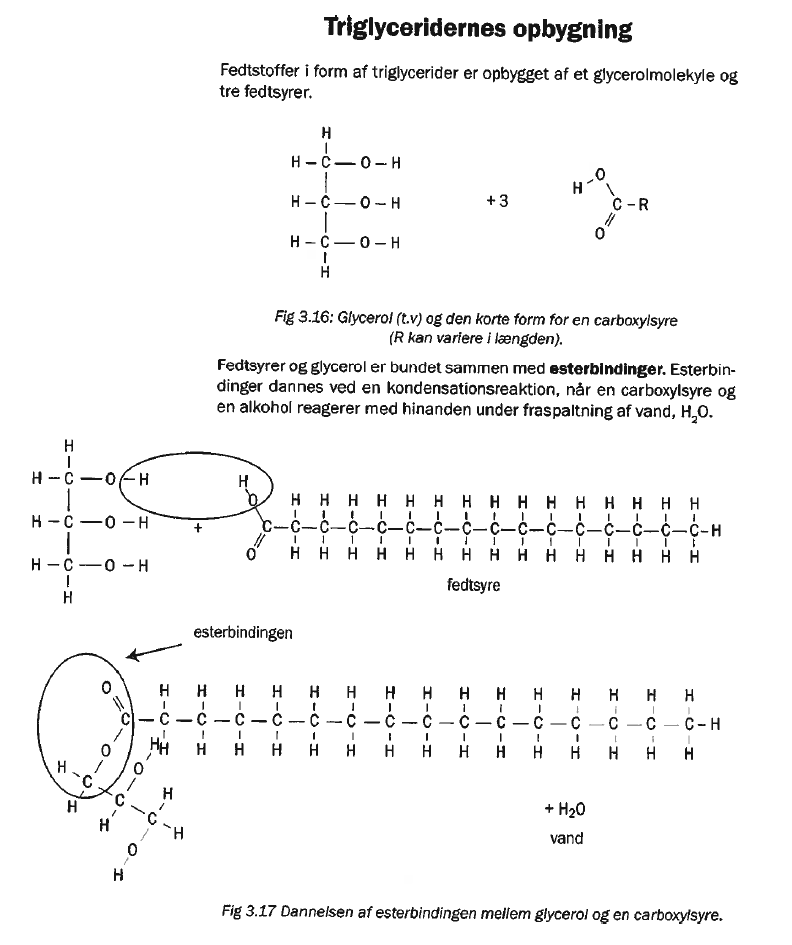 Triglyceridernes opbygning
Fedtstoffer i form af triglycerider er opbygget af et glycerolmolekyle og
tre fedtsyrer.
H
H – C — O – H
H – C — O – H
H – C — O – H
H
+ 3
H O
C – R
O
Fig 3.16: Glycerol (t.v) og den korte form for en carboxylsyre
(R kan variere i længden).
Fedtsyrer og glycerol er bundet sammen med esterbindinger. Esterbin-
dinger dannes ved en kondensationsreaktion, når en carboxylsyre og
en alkohol reagerer med hinanden under fraspaltning af vand, H₂O.
H
H – C — O – H
H – C — O – H
H – C — O – H
H
+
H
O H H H H H H H H H H H H H H H
C – C – C – C – C – C – C – C – C – C – C – C – C – C – C – C – H
O H H H H H H H H H H H H H H H
fedtsyre
esterbindingen
O H H H H H H H H H H H H H H H
C – C – C – C – C – C – C – C – C – C – C – C – C – C – C – C – H
O H H H H H H H H H H H H H H H H
H C O
H C H
H C H
O
H
+ H₂O
vand
Fig 3.17 Dannelsen af esterbindingen mellem glycerol og en carboxylsyre.